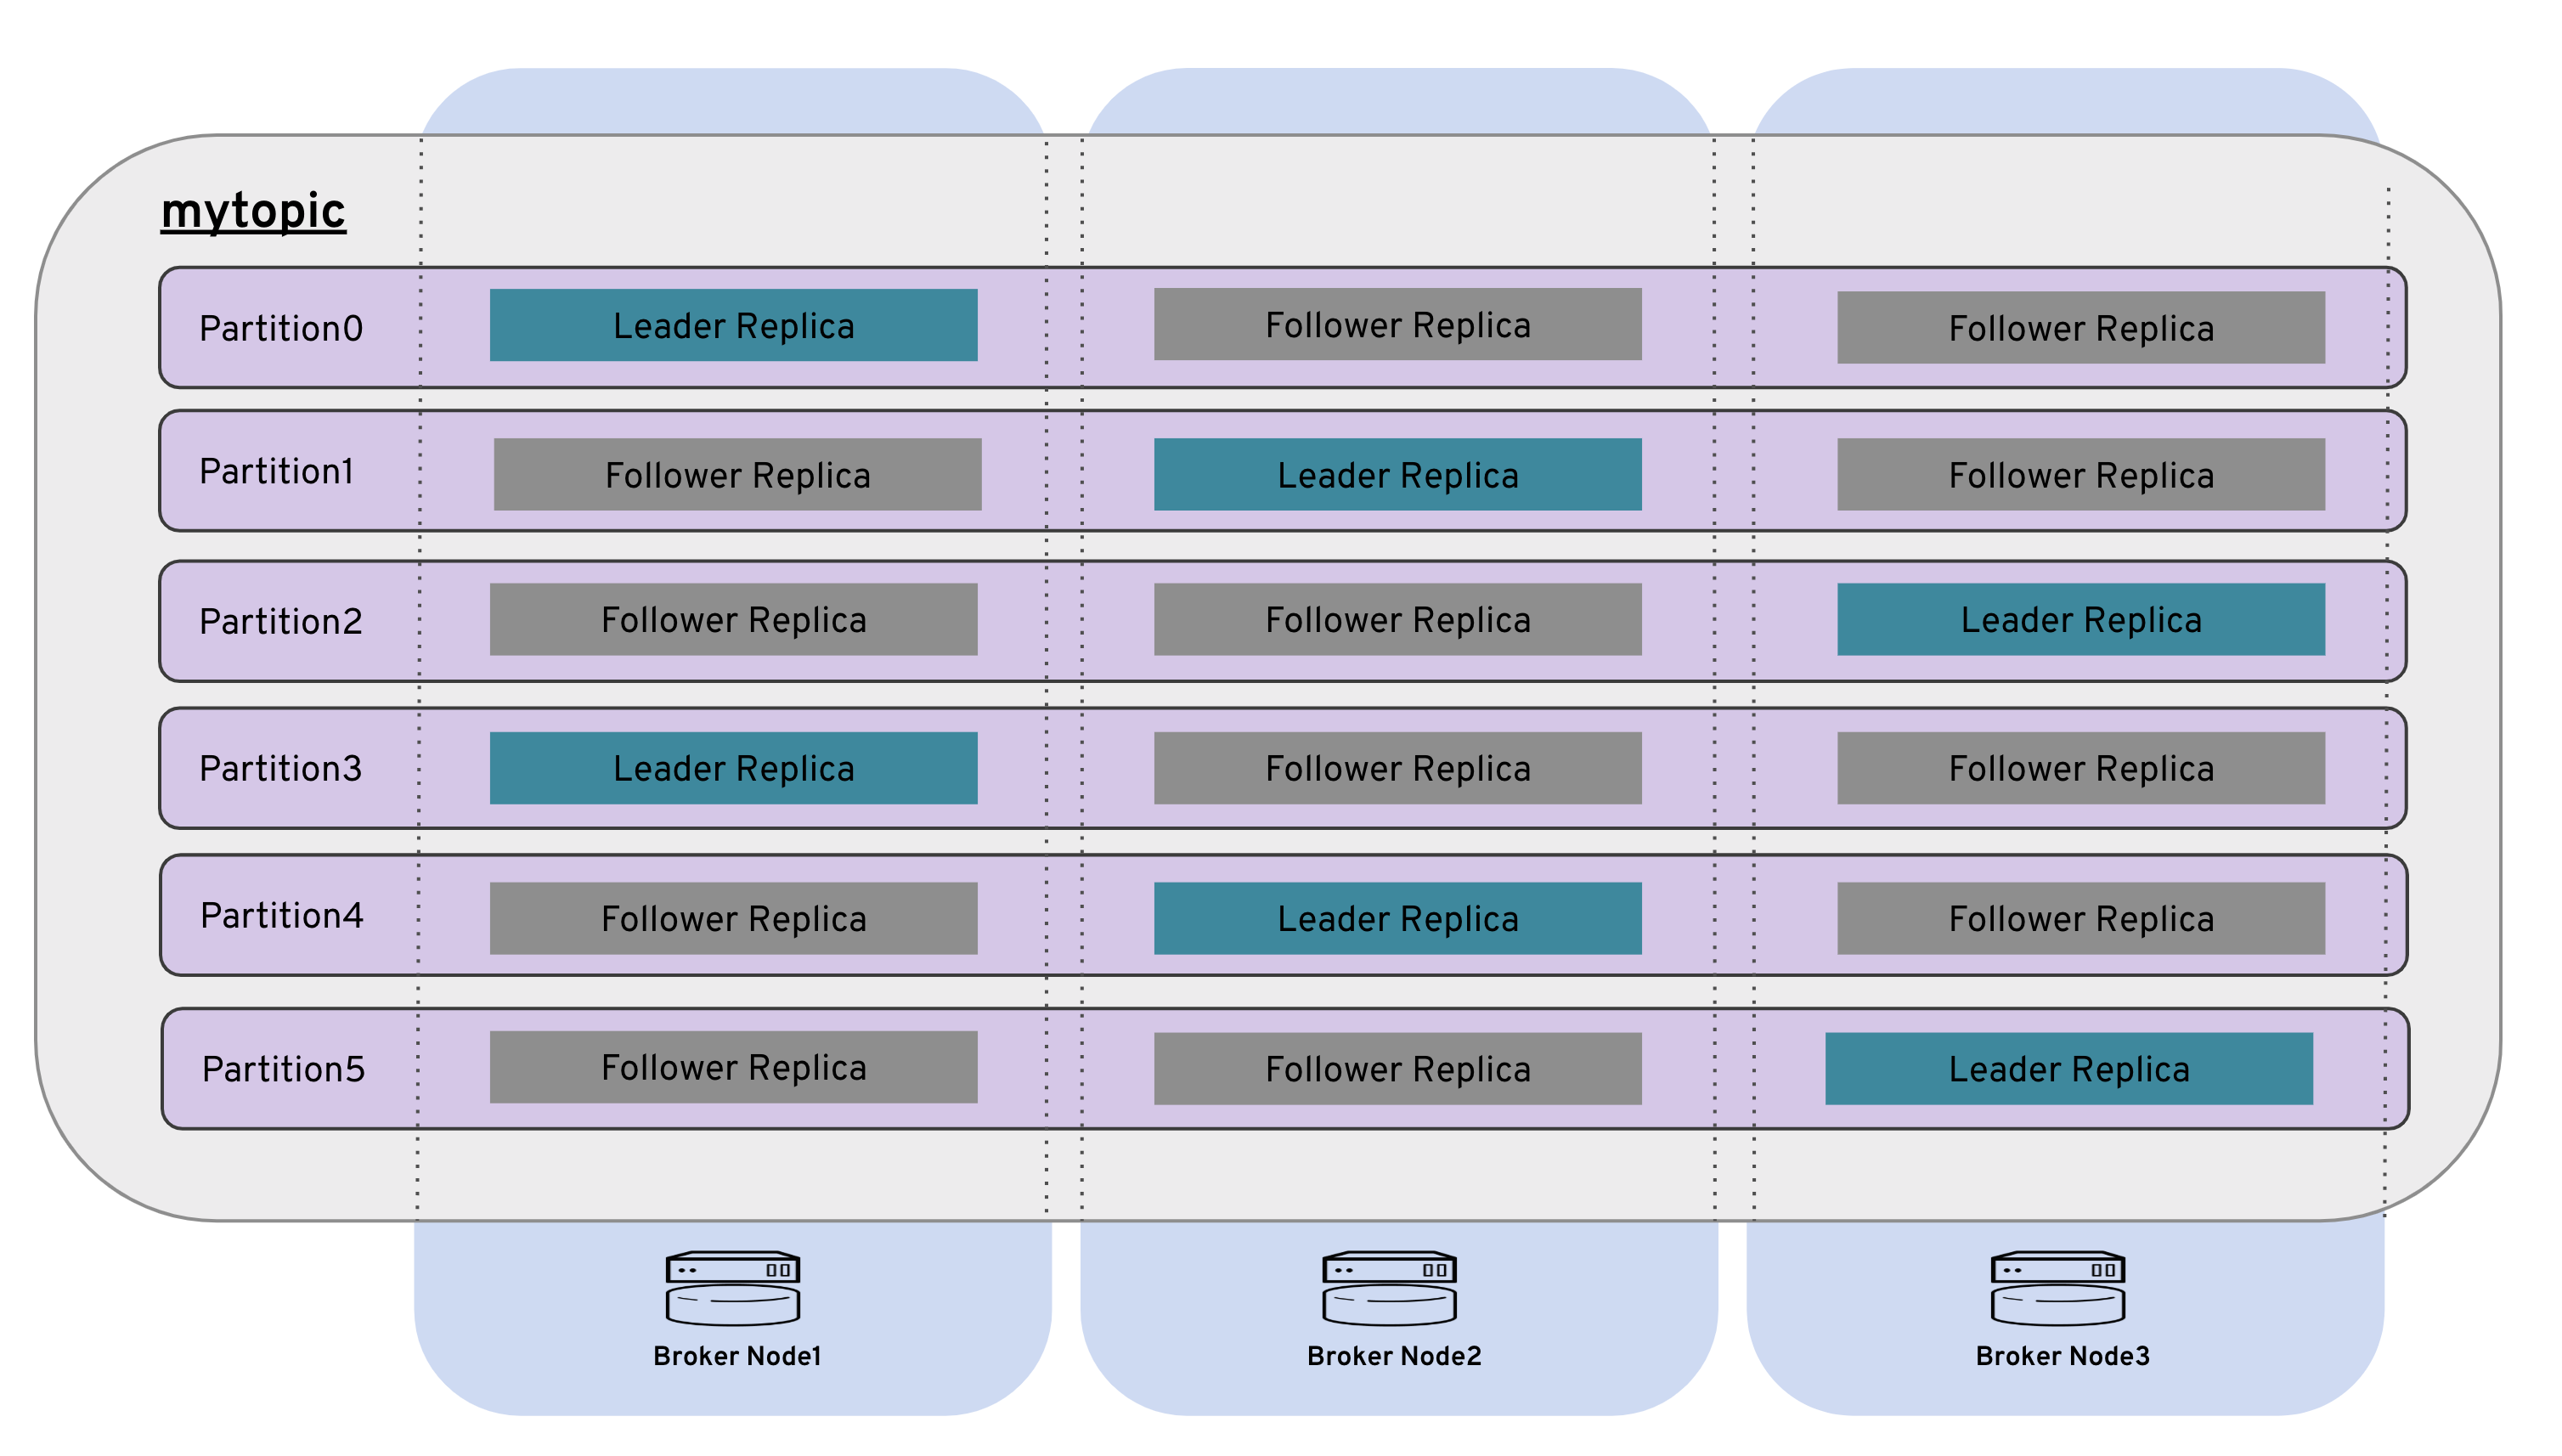 mytopic
Partition0
Leader Replica
Follower Replica
Follower Replica
Partition1
Follower Replica
Leader Replica
Follower Replica
Partition2
Follower Replica
Follower Replica
Leader Replica
Partition3
Leader Replica
Follower Replica
Follower Replica
Partition4
Follower Replica
Leader Replica
Follower Replica
Partition5
Follower Replica
Follower Replica
Leader Replica
Broker Node1
Broker Node2
Broker Node3